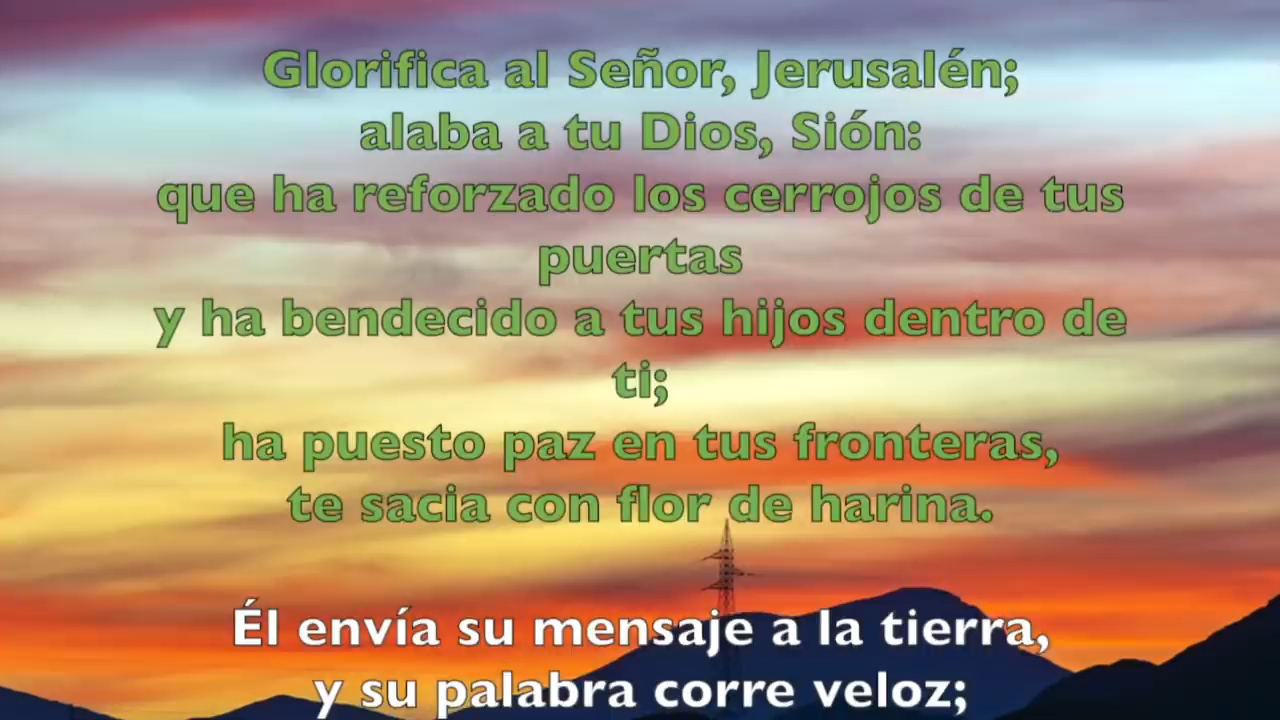 Glorifica al Señor, Jerusalén;
alaba a tu Dios, Sión:
que ha reforzado los cerrojos de tus
puertas
y ha bendecido a tus hijos dentro de
ti;
ha puesto paz en tus fronteras,
te sacia con flor de harina.
Él envía su mensaje a la tierra,
y su palabra corre veloz;